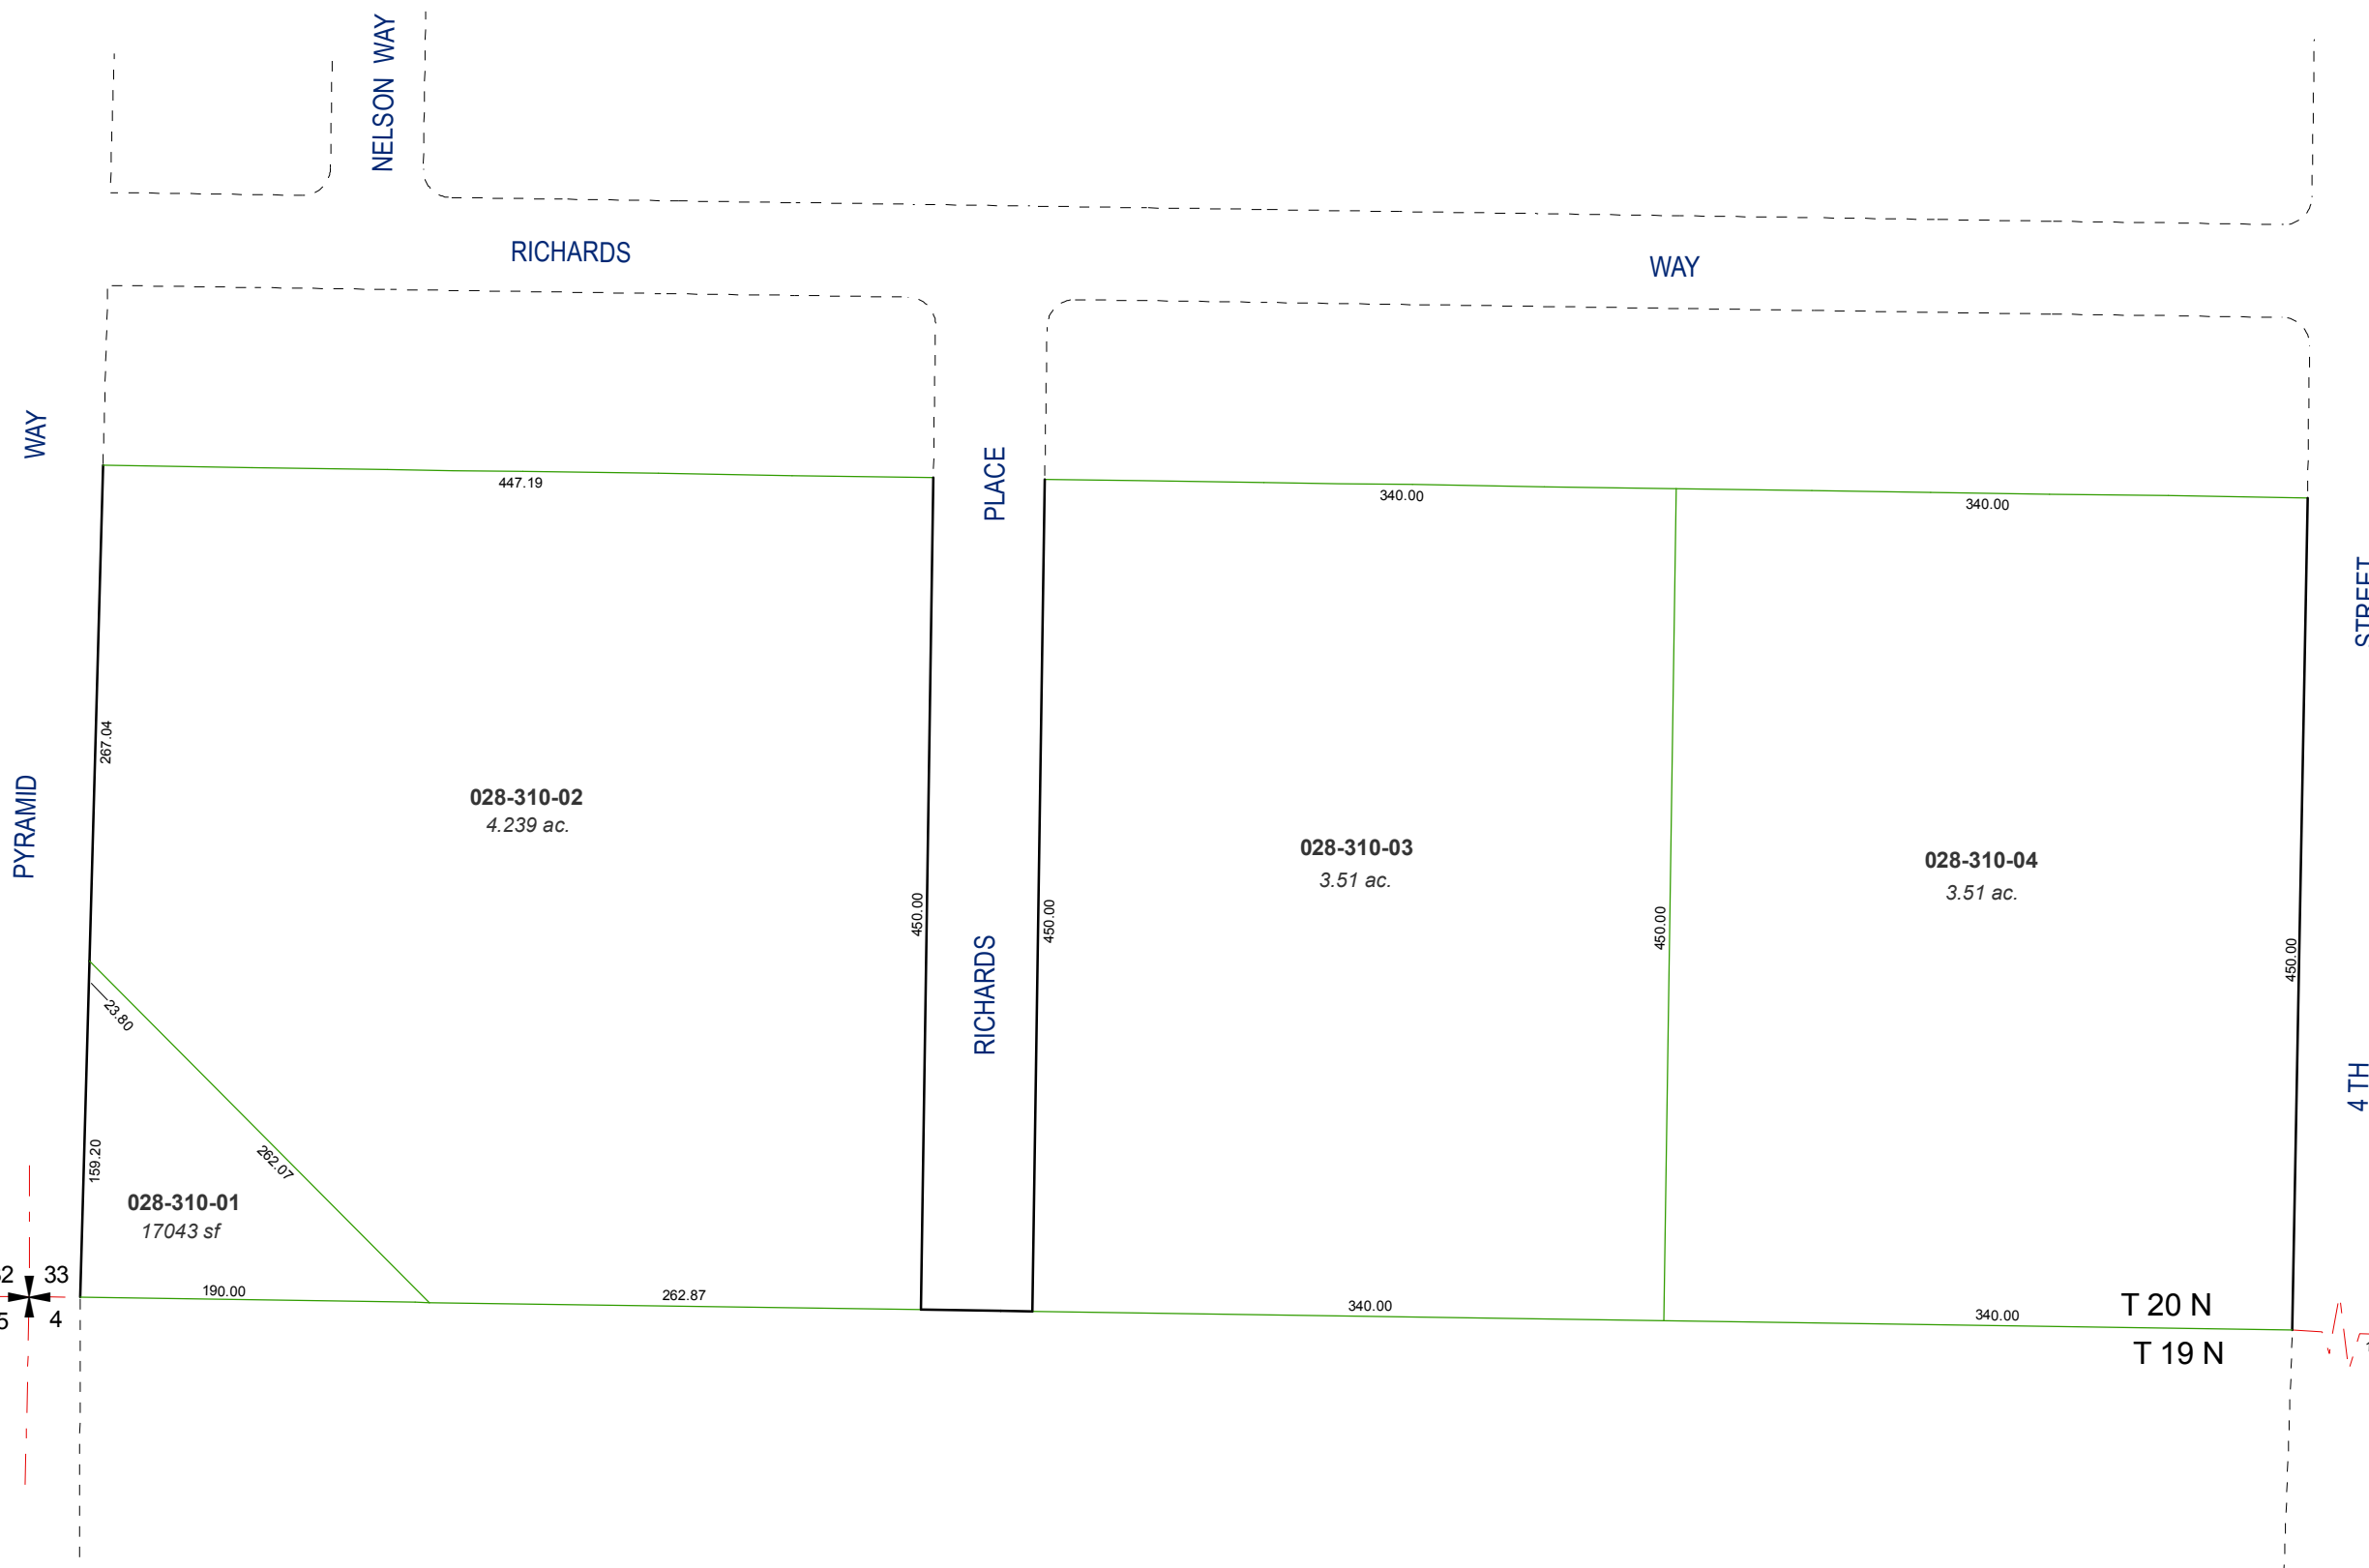 NELSON WAY
RICHARDS
WAY
WAY
PLACE
447.19
340.00
340.00
STREET
267.04
PYRAMID
028-310-02
4.239 ac.
028-310-03
3.51 ac.
028-310-04
3.51 ac.
450.00
450.00
450.00
450.00
RICHARDS
23.80
4 TH
159.20
262.07
028-310-01
17043 sf
33
4
190.00
262.87
340.00
340.00
T 20 N
T 19 N